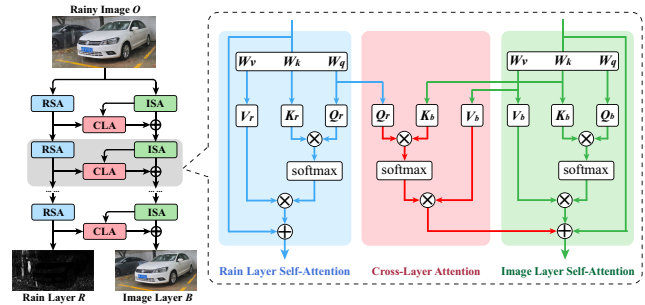 Rainy Image O
RSA
ISA
CLA
RSA
ISA
CLA
... ...
... ...
RSA
ISA
CLA
Rain Layer R
Image Layer B
Wv Wk Wq
Vr Kr Qr
softmax
Rain Layer Self-Attention
Qr Kb Vb
softmax
Cross-Layer Attention
Wv Wk Wq
Vb Kb Qb
softmax
Image Layer Self-Attention